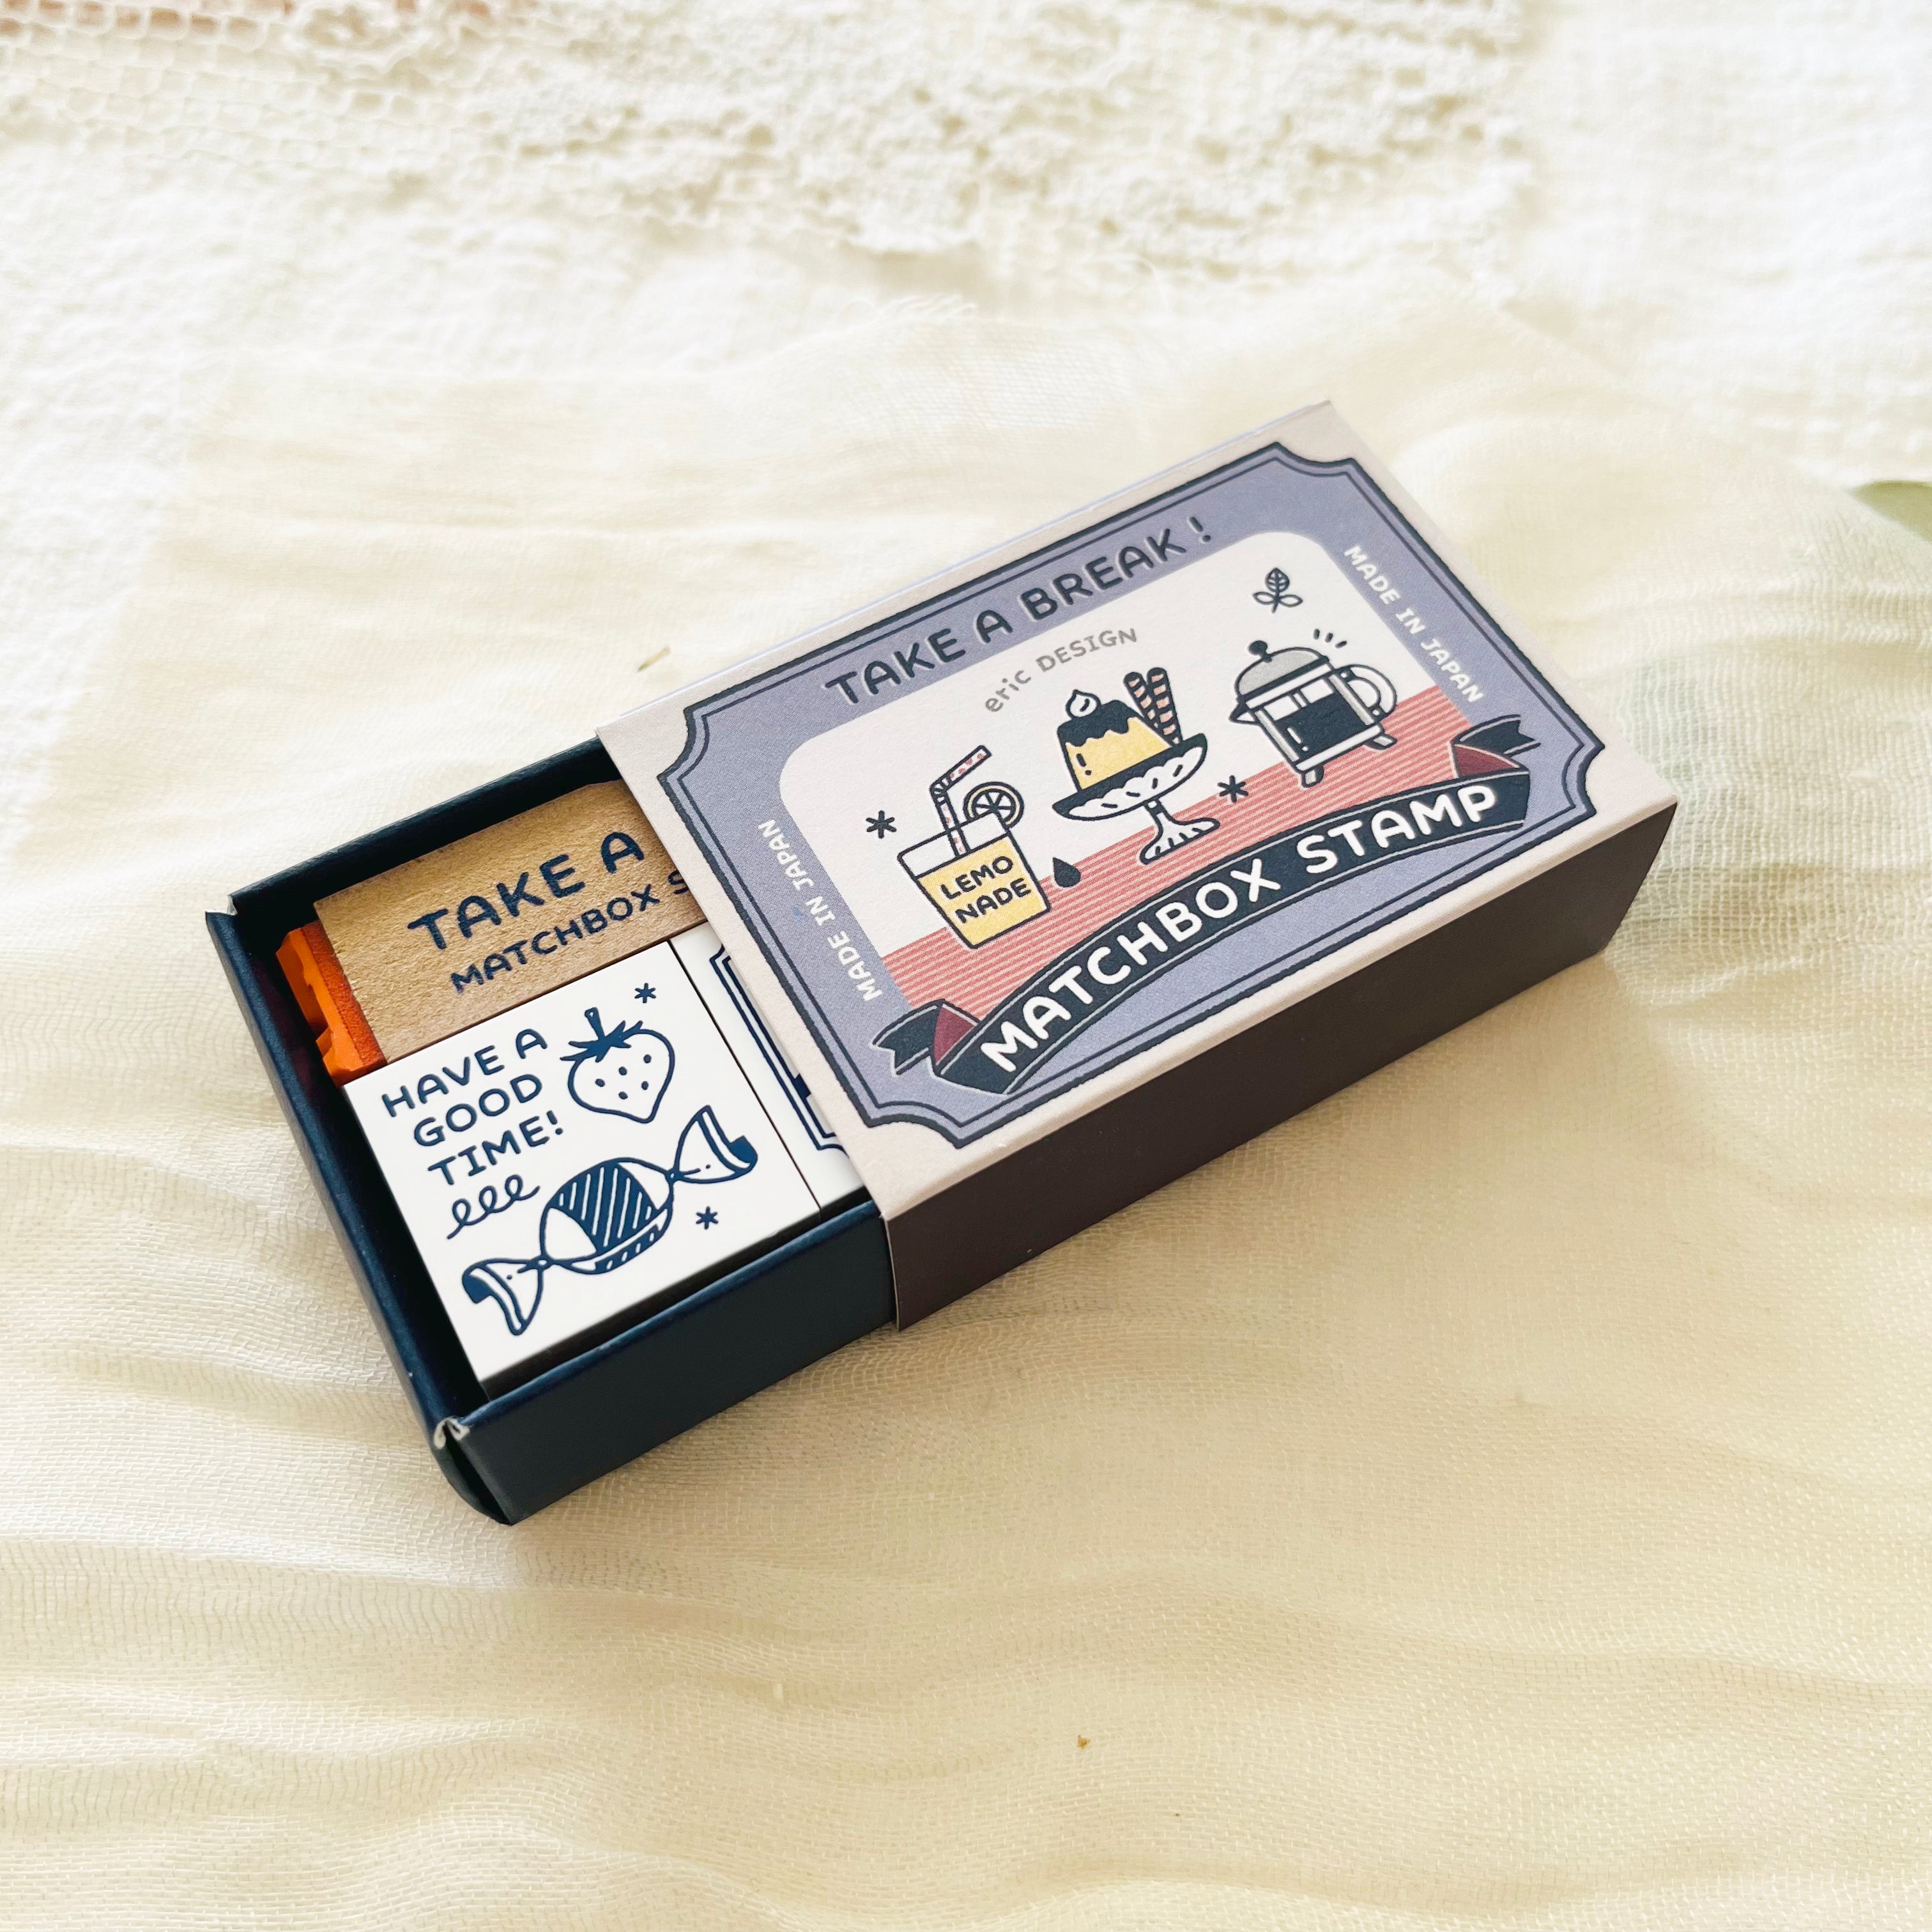 TAKE A BREAK!
eric DESIGN
MADE IN JAPAN
MADE IN JAPAN
LEMO
NADE
MATCHBOX STAMP
TAKE A
MATCHBOX S
HAVE A
GOOD
TIME!